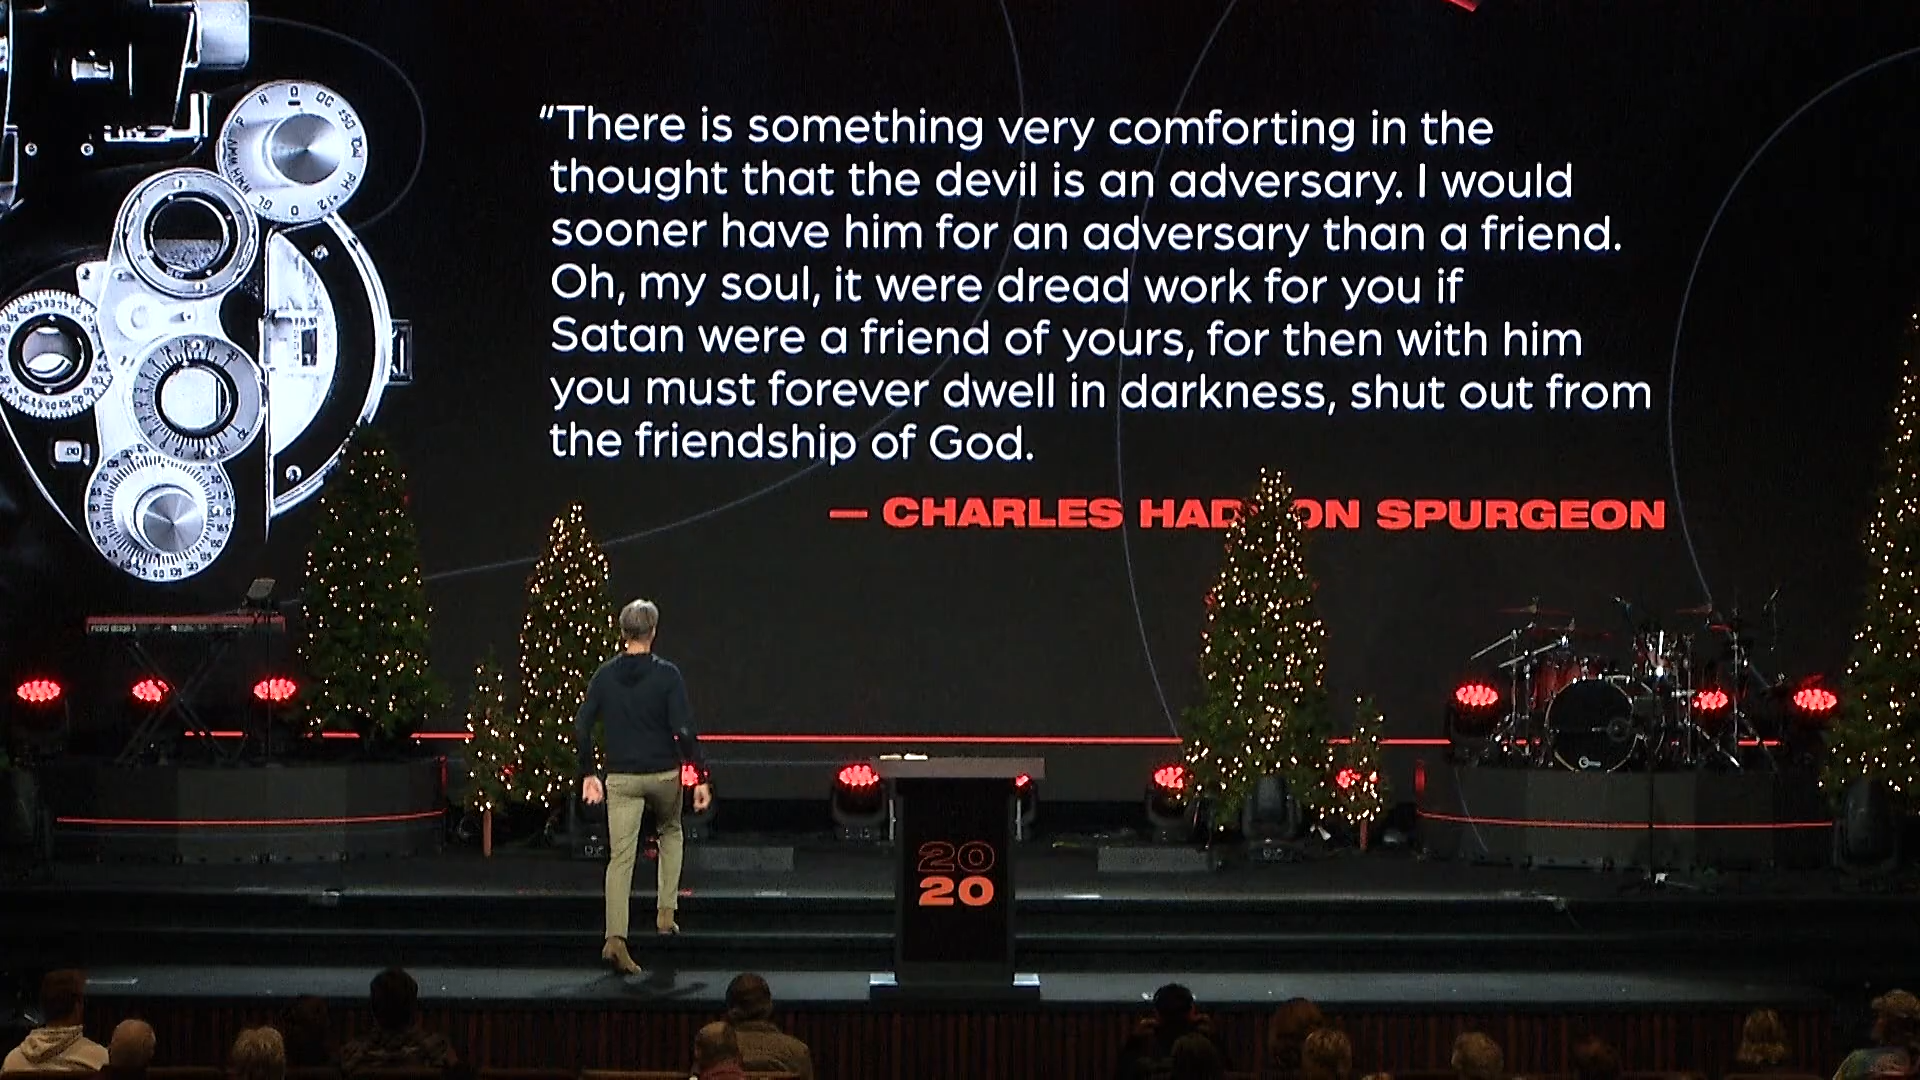 “There is something very comforting in the
thought that the devil is an adversary. I would
sooner have him for an adversary than a friend.
Oh, my soul, it were dread work for you if
Satan were a friend of yours, for then with him
you must forever dwell in darkness, shut out from
the friendship of God.
— CHARLES HADDON SPURGEON
20
20